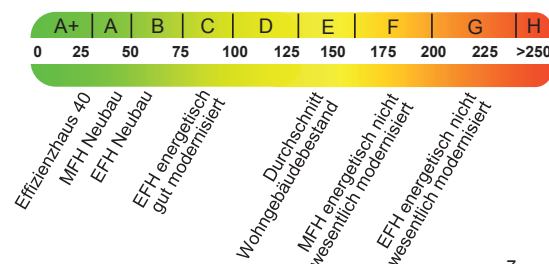 A+ A B C D E F G H
0 25 50 75 100 125 150 175 200 225 >250
Effizienzhaus 40
MFH Neubau
EFH Neubau
EFH energetisch
gut modernisiert
Durchschnitt
Wohngebäudebestand
MFH energetisch nicht
wesentlich modernisiert
EFH energetisch nicht
wesentlich modernisiert
7